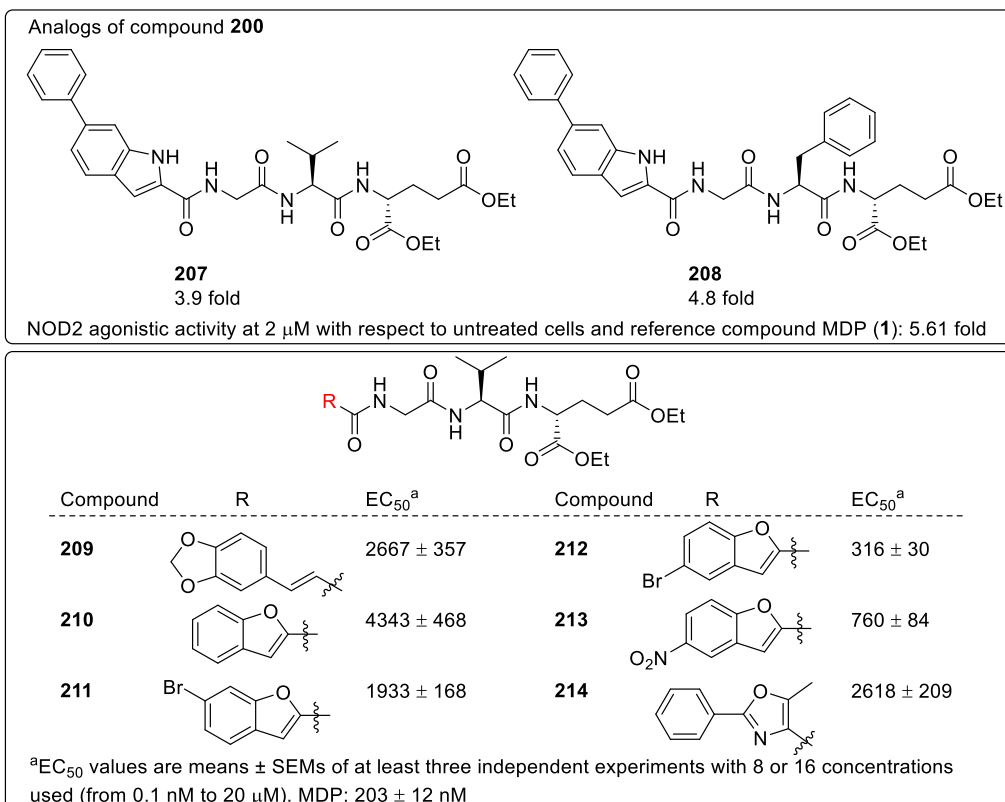 Analogs of compound 200
NH
H
N
O
O
N
H
O
H
N
O
OEt
O
OEt
207
3.9 fold
NH
H
N
O
O
N
H
O
H
N
O
OEt
O
OEt
208
4.8 fold
NOD2 agonistic activity at 2 μM with respect to untreated cells and reference compound MDP (1): 5.61 fold
R
H
N
O
O
N
H
O
H
N
O
OEt
O
OEt
Compound R EC50a Compound R EC50a
209 O O 2667 ± 357 212 O Br 316 ± 30
210 O 4343 ± 468 213 O O2N 760 ± 84
211 Br O 1933 ± 168 214 O N 2618 ± 209
aEC50 values are means ± SEMs of at least three independent experiments with 8 or 16 concentrations
used (from 0.1 nM to 20 μM). MDP: 203 ± 12 nM